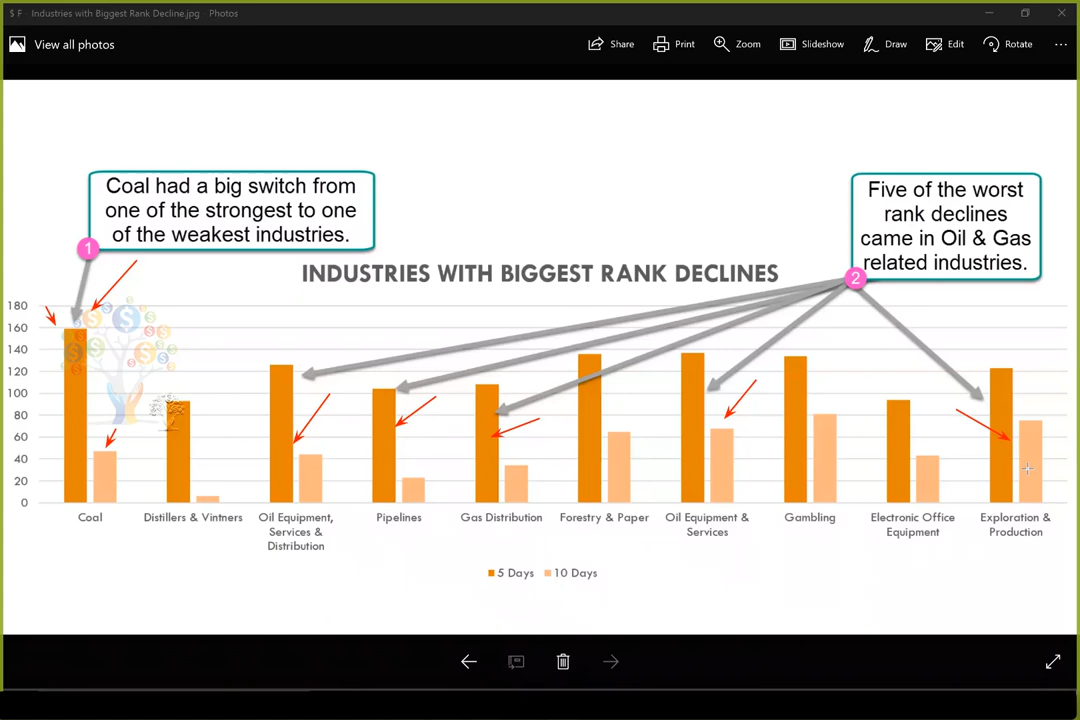 $ F - Industries with Biggest Rank Decline.jpg Photos
View all photos
Share
Print
Zoom
Slideshow
Draw
Edit
Rotate
Coal had a big switch from
one of the strongest to one
of the weakest industries.
1
Five of the worst
rank declines
came in Oil & Gas
related industries.
2
INDUSTRIES WITH BIGGEST RANK DECLINES
180
160
140
120
100
80
60
40
20
0
Coal
Distillers & Vintners
Oil Equipment,
Services &
Distribution
Pipelines
Gas Distribution
Forestry & Paper
Oil Equipment &
Services
Gambling
Electronic Office
Equipment
Exploration &
Production
5 Days
10 Days